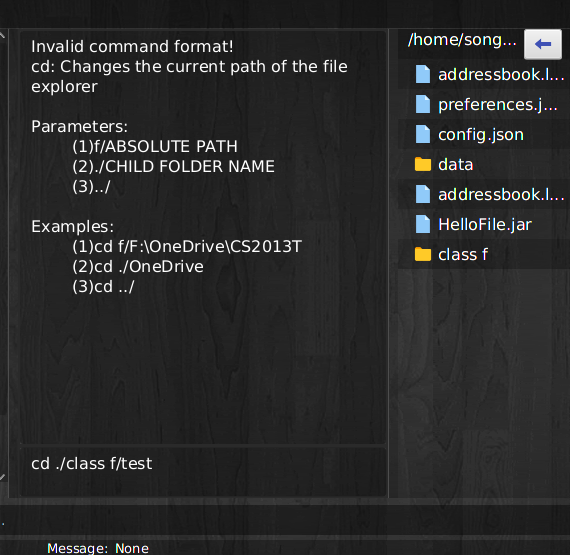 Invalid command format!
cd: Changes the current path of the file
explorer
Parameters:
(1)f/ABSOLUTE PATH
(2)./CHILD FOLDER NAME
(3)../
Examples:
(1)cd f/F:\OneDrive\CS2013T
(2)cd ./OneDrive
(3)cd ../
cd ./class f/test
/home/song...
addressbook.l...
preferences.j...
config.json
data
addressbook.l...
HelloFile.jar
class f
Message: None